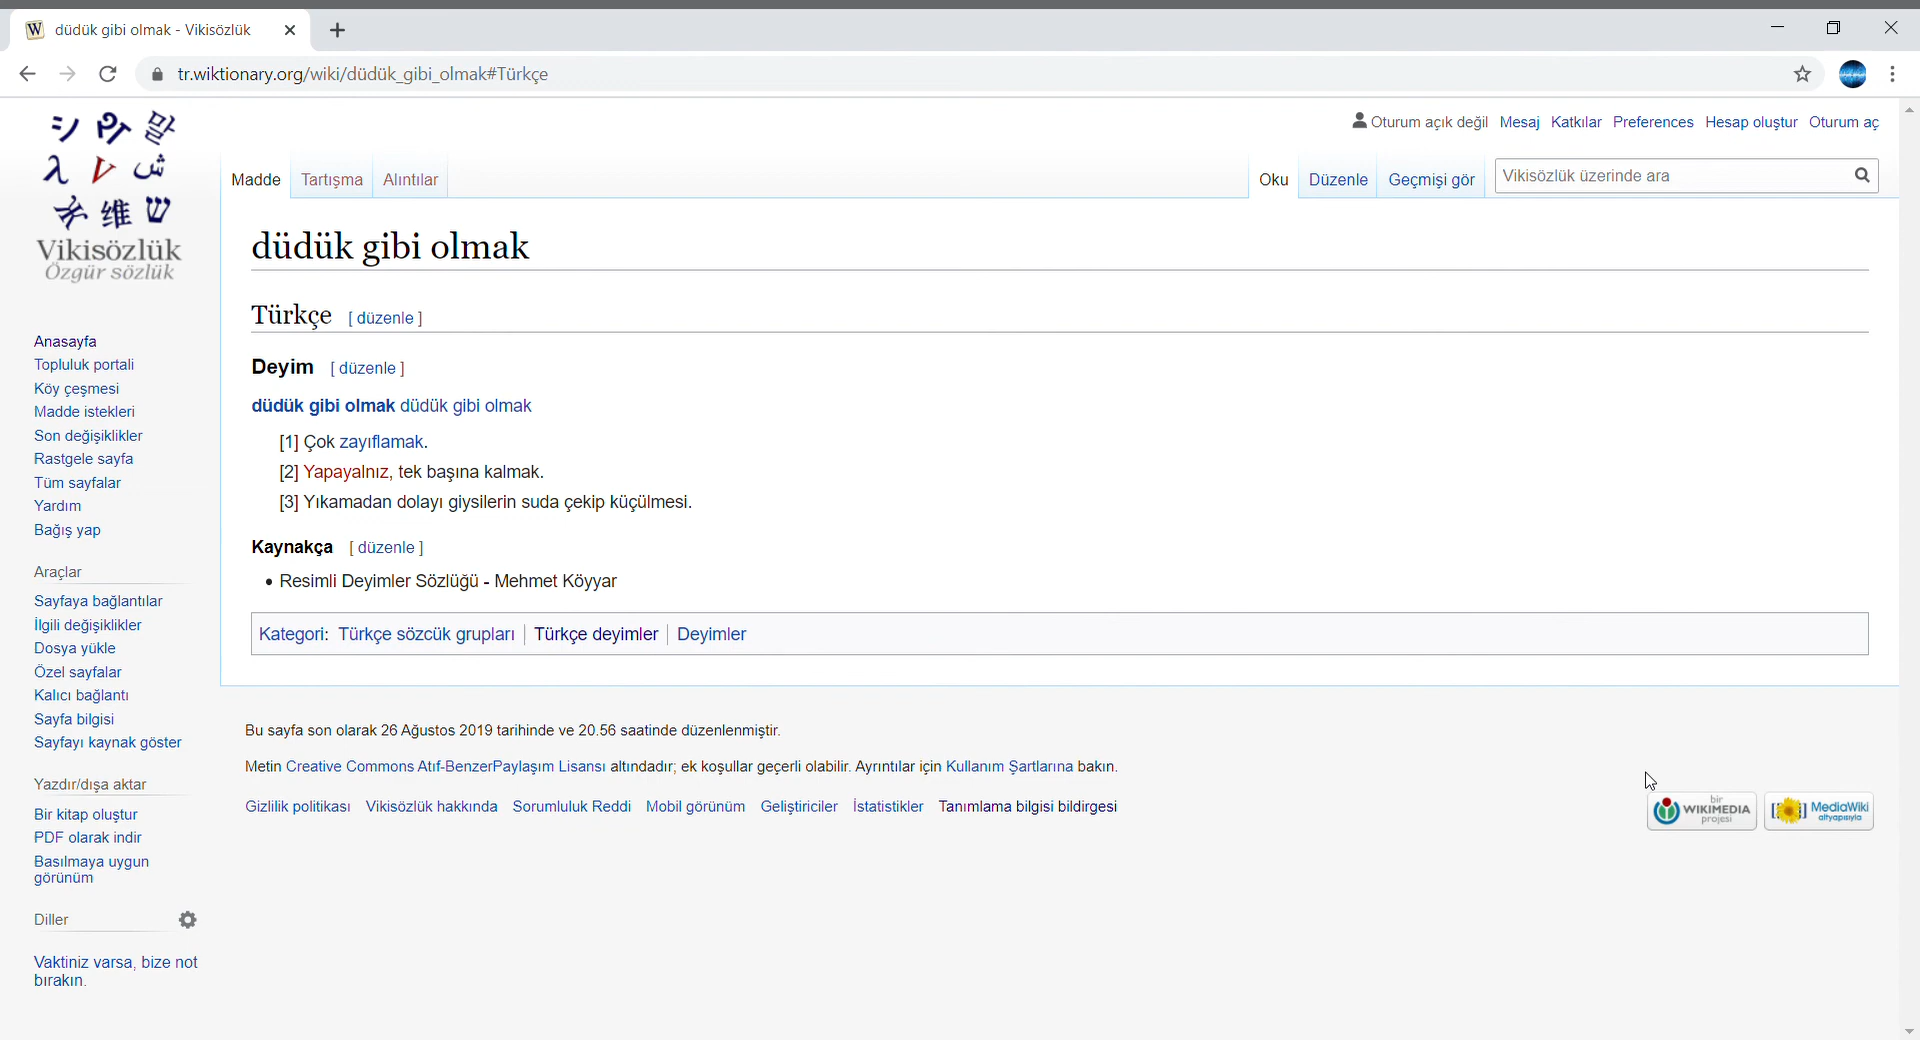 düdük gibi olmak - Vikisözlük
tr.wiktionary.org/wiki/düdük_gibi_olmak#Türkçe
Oturum açık değil Mesaj Katkılar Preferences Hesap oluştur Oturum aç
Madde Tartışma Alıntılar Oku Düzenle Geçmişi gör Vikisözlük üzerinde ara
Vikisözlük
Özgür sözlük
düdük gibi olmak
Türkçe [ düzenle ]
Deyim [ düzenle ]
düdük gibi olmak düdük gibi olmak
[1] Çok zayıflamak.
[2] Yapayalnız, tek başına kalmak.
[3] Yıkamadan dolayı giysilerin suda çekip küçülmesi.
Kaynakça [ düzenle ]
• Resimli Deyimler Sözlüğü - Mehmet Köyyar
Kategori: Türkçe sözcük grupları | Türkçe deyimler | Deyimler
Anasayfa
Topluluk portali
Köy çeşmesi
Madde istekleri
Son değişiklikler
Rastgele sayfa
Tüm sayfalar
Yardım
Bağış yap
Araçlar
Sayfaya bağlantılar
İlgili değişiklikler
Dosya yükle
Özel sayfalar
Kalıcı bağlantı
Sayfa bilgisi
Sayfayı kaynak göster
Yazdır/dışa aktar
Bir kitap oluştur
PDF olarak indir
Basılmaya uygun
görünüm
Diller
Vaktiniz varsa, bize not
bırakın.
Bu sayfa son olarak 26 Ağustos 2019 tarihinde ve 20.56 saatinde düzenlenmiştir.
Metin Creative Commons Atıf-BenzerPaylaşım Lisansı altındadır; ek koşullar geçerli olabilir. Ayrıntılar için Kullanım Şartlarına bakın.
Gizlilik politikası Vikisözlük hakkında Sorumluluk Reddi Mobil görünüm Geliştiriciler İstatistikler Tanımlama bilgisi bildirgesi
bir
WIKIMEDIA
projesi
MediaWiki
altyapısıyla